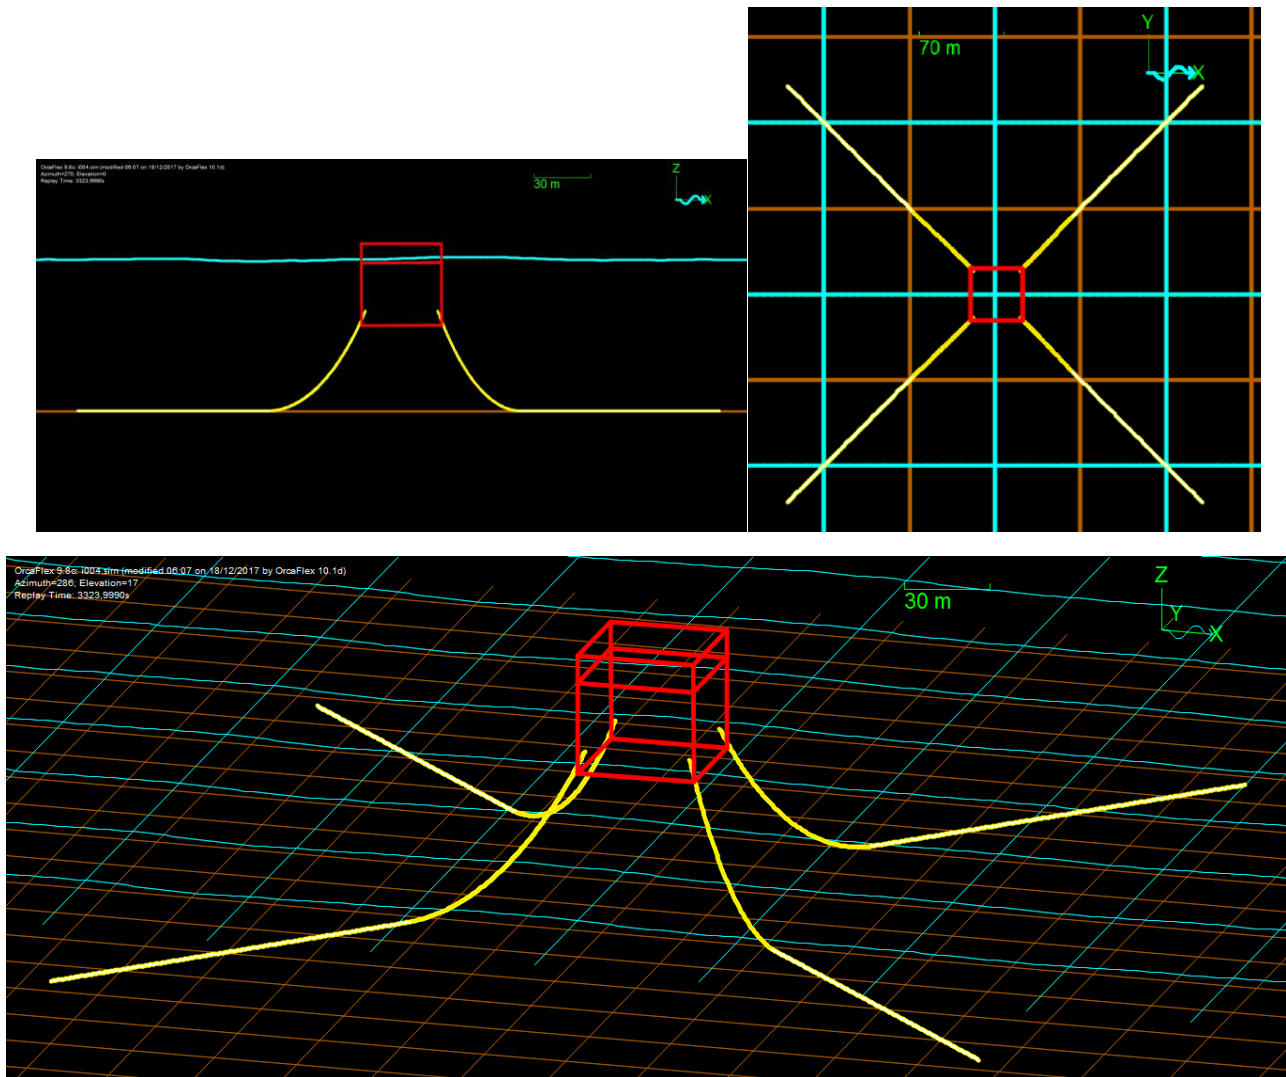 OrcaFlex 9.8c: i004.sim (modified 06:07 on 18/12/2017 by OrcaFlex 10.1d)
Azimuth=270; Elevation=0
Replay Time: 3323,9990s
30 m
Z
X
Y
70 m
X
OrcaFlex 9.8c: i004.sim (modified 06:07 on 18/12/2017 by OrcaFlex 10.1d)
Azimuth=286; Elevation=17
Replay Time: 3323,9990s
30 m
Z
Y
X